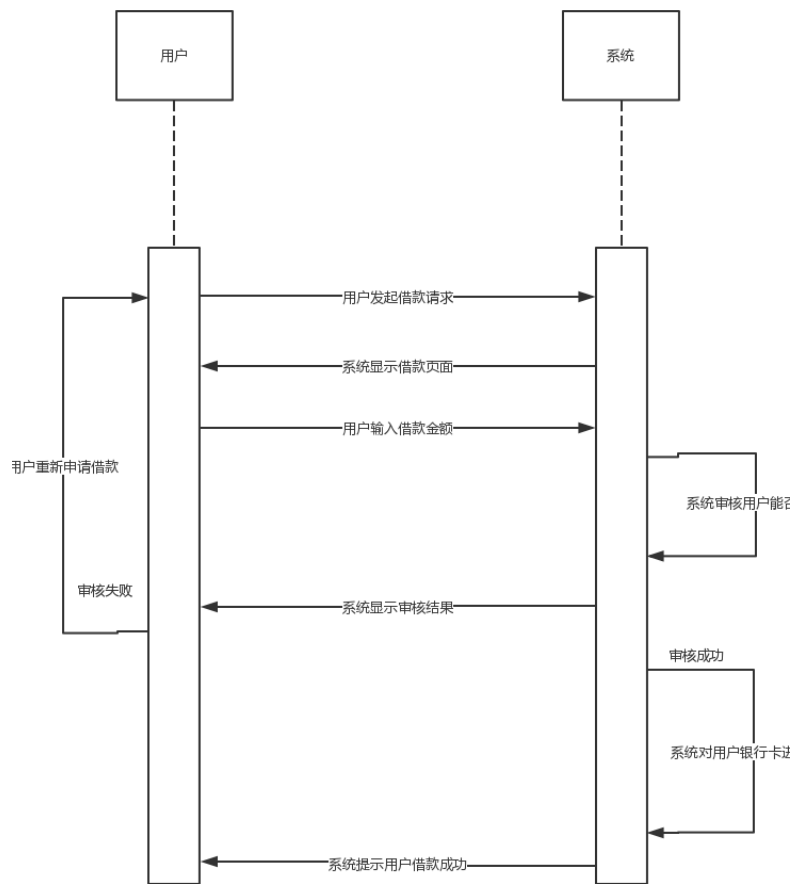 用户
系统
用户发起借款请求
系统显示借款页面
用户输入借款金额
用户重新申请借款
系统审核用户能否
审核失败
系统显示审核结果
审核成功
系统对用户银行卡进
系统提示用户借款成功